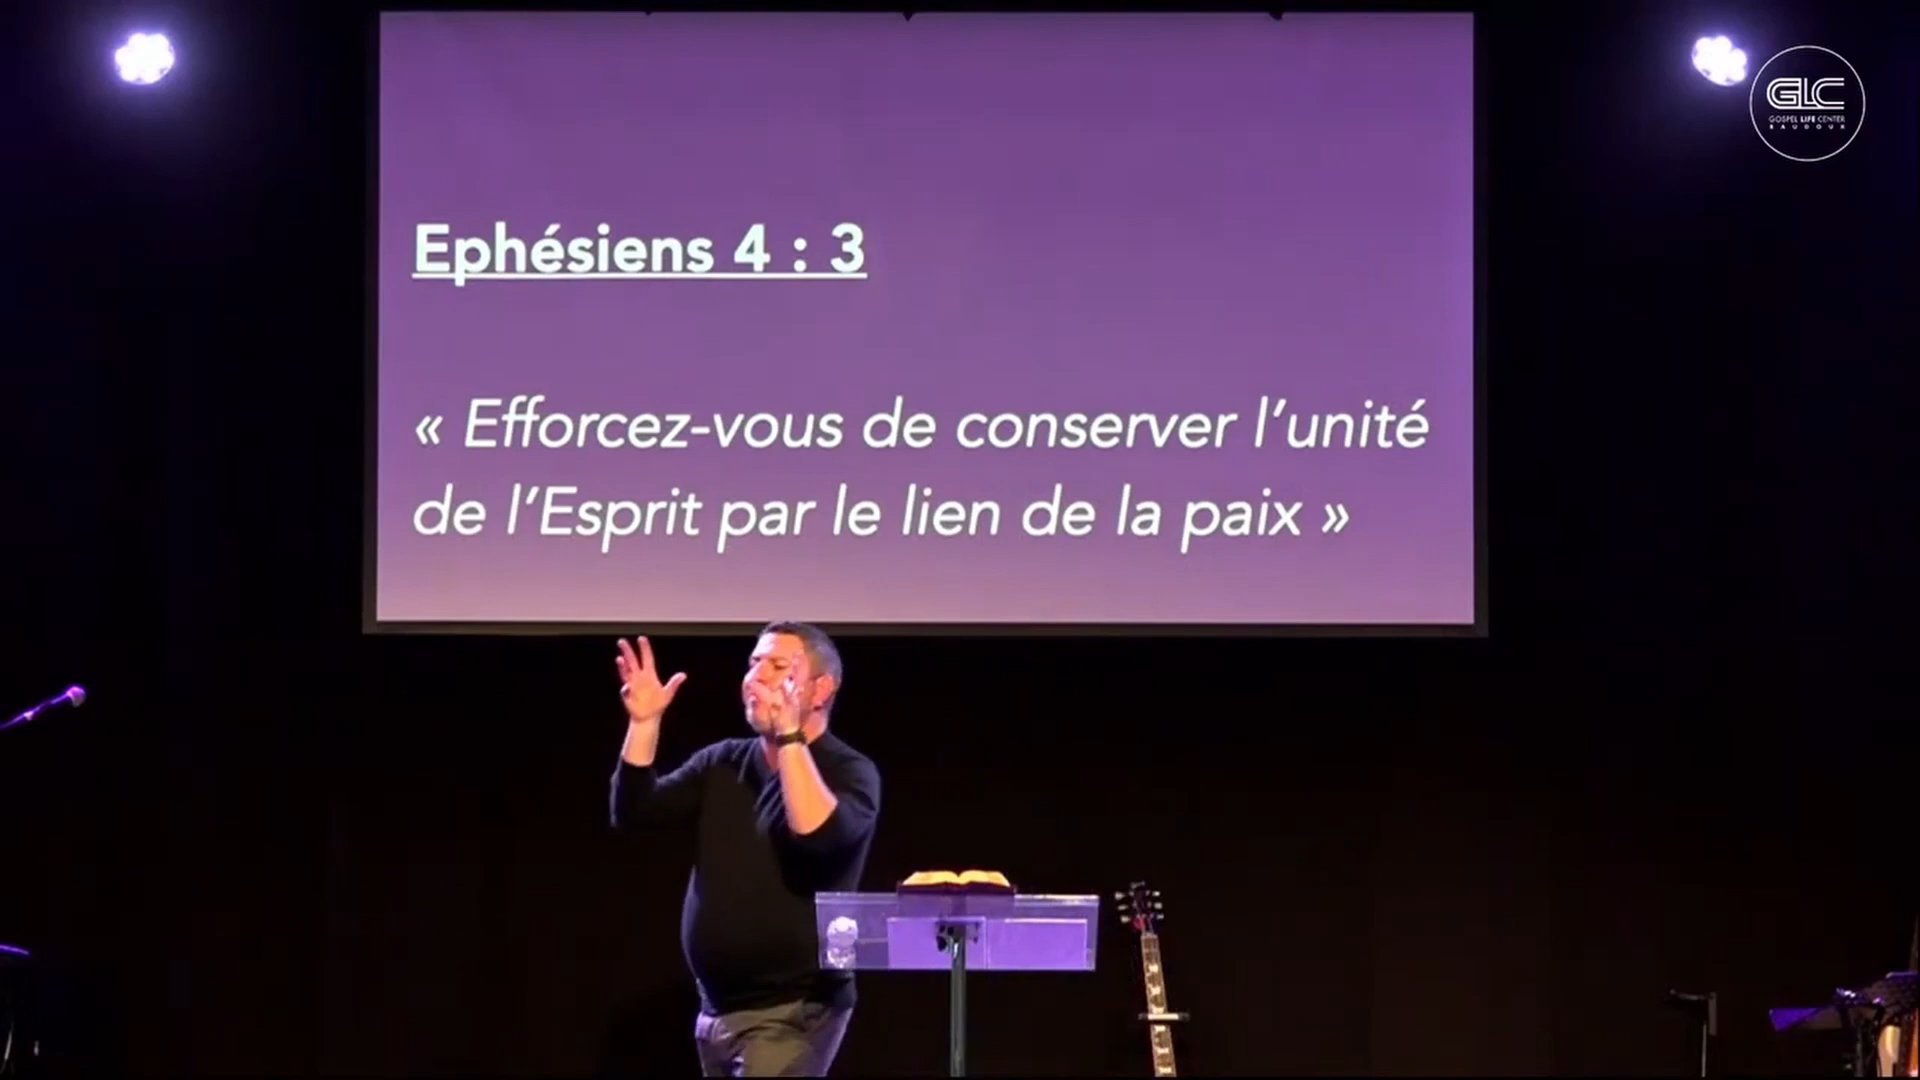 GLC
GOSPEL LIFE CENTER
BAUDOUR
Ephésiens 4 : 3
« Efforcez-vous de conserver l’unité
de l’Esprit par le lien de la paix »